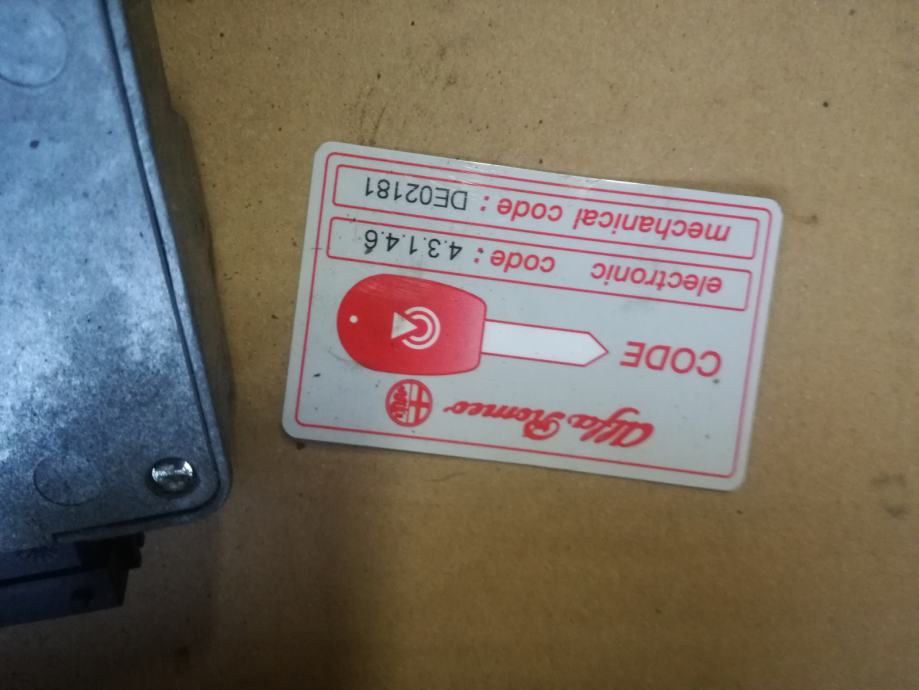 Alfa Romeo
CODE
electronic code : 4.3.1.4.6
mechanical code : DE02181